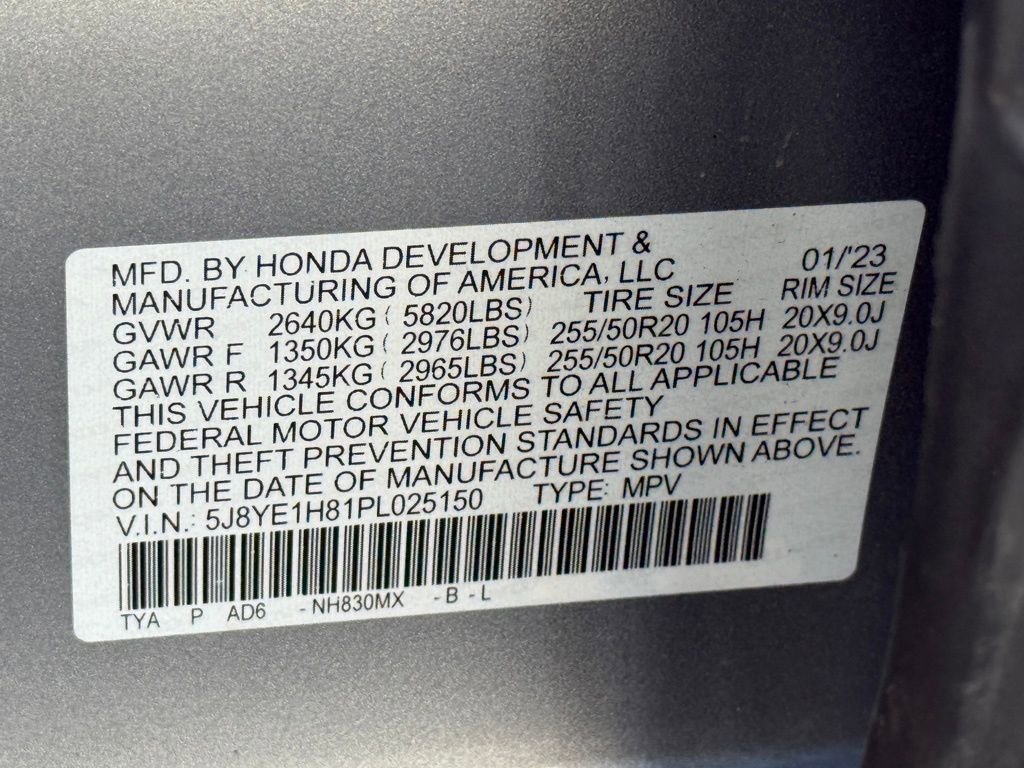 MFD. BY HONDA DEVELOPMENT & 01/'23
MANUFACTURING OF AMERICA, LLC
GVWR 2640KG ( 5820LBS) TIRE SIZE RIM SIZE
GAWR F 1350KG ( 2976LBS) 255/50R20 105H 20X9.0J
GAWR R 1345KG ( 2965LBS) 255/50R20 105H 20X9.0J
THIS VEHICLE CONFORMS TO ALL APPLICABLE
FEDERAL MOTOR VEHICLE SAFETY
AND THEFT PREVENTION STANDARDS IN EFFECT
ON THE DATE OF MANUFACTURE SHOWN ABOVE.
V.I.N.: 5J8YE1H81PL025150 TYPE: MPV
TYA P AD6 -NH830MX -B -L